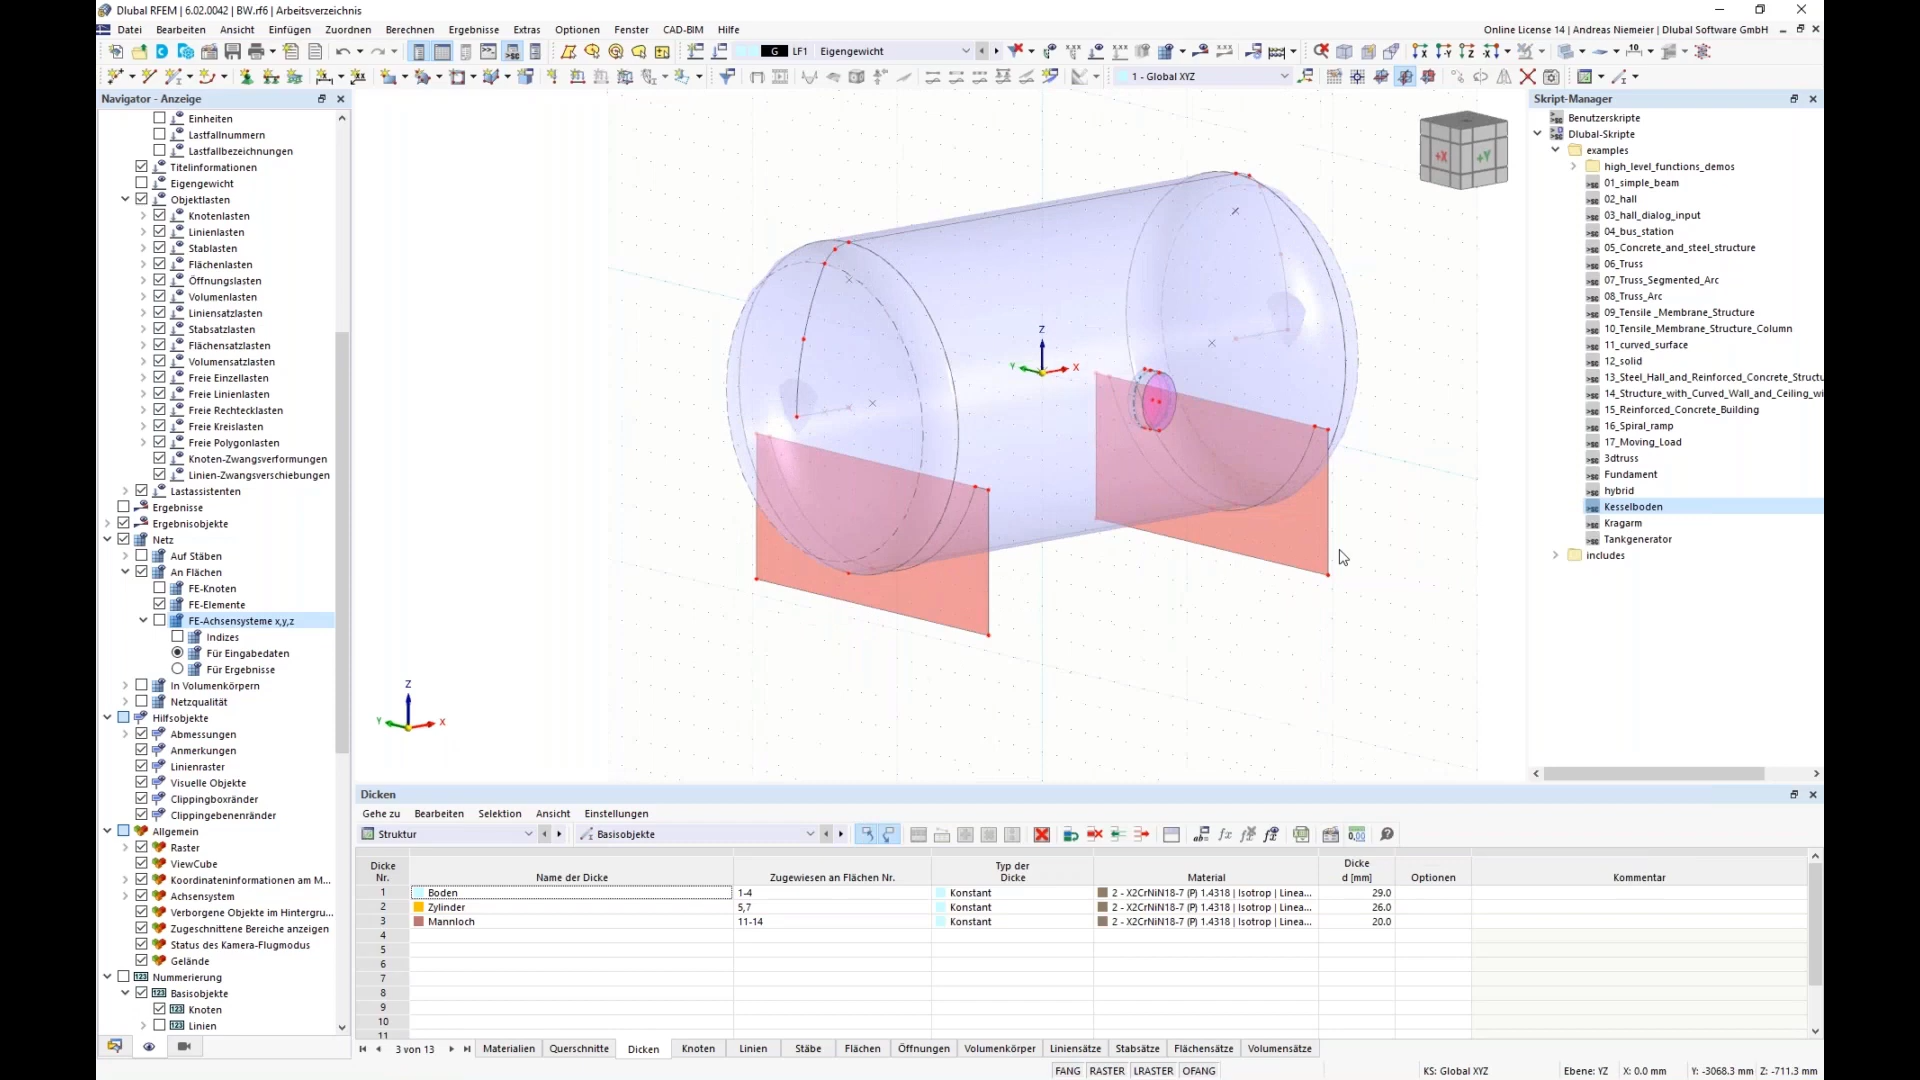 Dlubal RFEM | 6.02.0042 | BW.rf6 | Arbeitsverzeichnis
Datei Bearbeiten Ansicht Einfügen Zuordnen Berechnen Ergebnisse Extras Optionen Fenster CAD-BIM Hilfe
Online License 14 | Andreas Niemeier | Dlubal Software GmbH
G LF1 Eigengewicht
1 - Global XYZ
Navigator - Anzeige
Einheiten
Lastfallnummern
Lastfallbezeichnungen
Titelinformationen
Eigengewicht
Objektlasten
Knotenlasten
Linienlasten
Stablasten
Flächenlasten
Öffnungslasten
Volumenlasten
Liniensatzlasten
Stabsatzlasten
Flächensatzlasten
Volumensatzlasten
Freie Einzellasten
Freie Linienlasten
Freie Rechtecklasten
Freie Kreislasten
Freie Polygonlasten
Knoten-Zwangsverformungen
Linien-Zwangsverschiebungen
Lastassistenten
Ergebnisse
Ergebnisobjekte
Netz
Auf Stäben
An Flächen
FE-Knoten
FE-Elemente
FE-Achsensysteme x,y,z
Indizes
Für Eingabedaten
Für Ergebnisse
In Volumenkörpern
Netzqualität
Hilfsobjekte
Abmessungen
Anmerkungen
Linienraster
Visuelle Objekte
Clippingboxränder
Clippingebenenränder
Allgemein
Raster
ViewCube
Koordinateninformationen am M...
Achsensystem
Verborgene Objekte im Hintergru...
Zugeschnittene Bereiche anzeigen
Status des Kamera-Flugmodus
Gelände
Nummerierung
Basisobjekte
Knoten
Linien
+X +Y
Z
Y X
Z
Y X
Skript-Manager
Benutzerskripte
Dlubal-Skripte
examples
high_level_functions_demos
01_simple_beam
02_hall
03_hall_dialog_input
04_bus_station
05_Concrete_and_steel_structure
06_Truss
07_Truss_Segmented_Arc
08_Truss_Arc
09_Tensile _Membrane_Structure
10_Tensile_Membrane_Structure_Column
11_curved_surface
12_solid
13_Steel_Hall_and_Reinforced_Concrete_Structu
14_Structure_with_Curved_Wall_and_Ceiling_wi
15_Reinforced_Concrete_Building
16_Spiral_ramp
17_Moving_Load
3dtruss
Fundament
hybrid
Kesselboden
Kragarm
Tankgenerator
includes
Dicken
Gehe zu Bearbeiten Selektion Ansicht Einstellungen
Struktur Basisobjekte
Dicke Nr. Name der Dicke Zugewiesen an Flächen Nr. Typ der Dicke Material Dicke d [mm] Optionen Kommentar
1 Boden 1-4 Konstant 2 - X2CrNiN18-7 (P) 1.4318 | Isotrop | Linea... 29.0
2 Zylinder 5,7 Konstant 2 - X2CrNiN18-7 (P) 1.4318 | Isotrop | Linea... 26.0
3 Mannloch 11-14 Konstant 2 - X2CrNiN18-7 (P) 1.4318 | Isotrop | Linea... 20.0
4
5
6
7
8
9
10
11
3 von 13 Materialien Querschnitte Dicken Knoten Linien Stäbe Flächen Öffnungen Volumenkörper Liniensätze Stabsätze Flächensätze Volumensätze
FANG RASTER LRASTER OFANG KS: Global XYZ Ebene: YZ X: 0.0 mm Y: -3068.3 mm Z: -711.3 mm